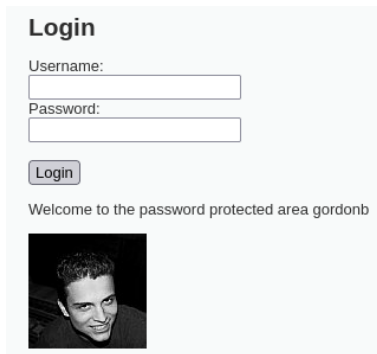 Login
Username:
Password:
Login
Welcome to the password protected area gordonb